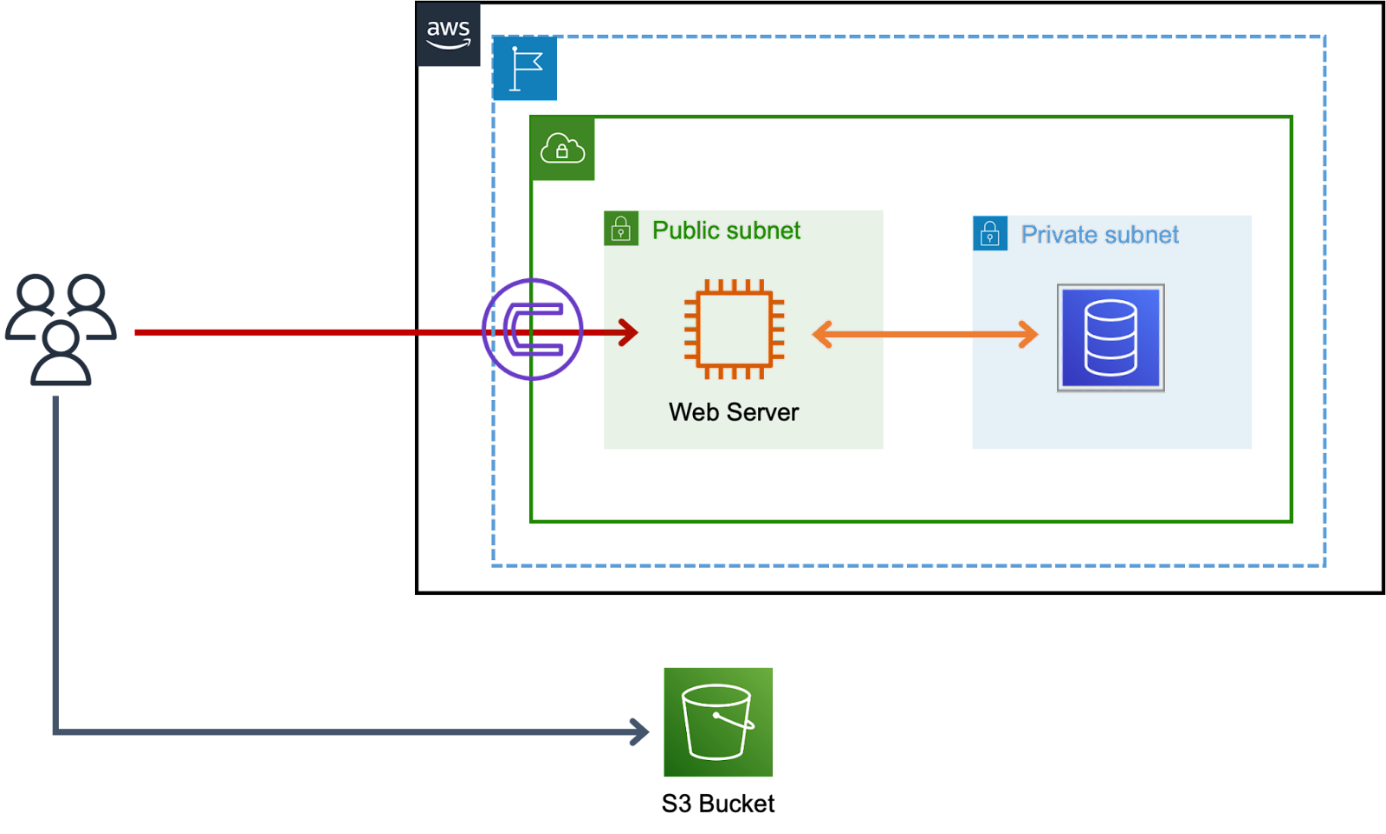 aws
Public subnet
Private subnet
Web Server
S3 Bucket